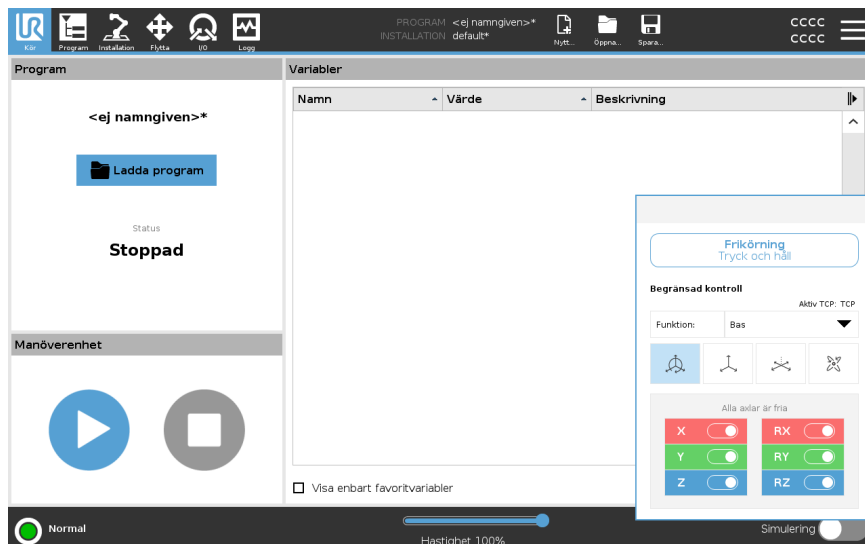 UR
Kör
Program
Installation
Flytta
I/O
Logg
PROGRAM <ej namngiven>*
INSTALLATION default*
Nytt...
Öppna...
Spara...
CCCC
CCCC
Program
<ej namngiven>*
Ladda program
Status
Stoppad
Manöverenhet
Variabler
Namn
Värde
Beskrivning
Visa enbart favoritvariabler
Frikörning
Tryck och håll
Begränsad kontroll
Aktiv TCP: TCP
Funktion: Bas
Alla axlar är fria
X RX
Y RY
Z RZ
Normal
Hastighet 100%
Simulering